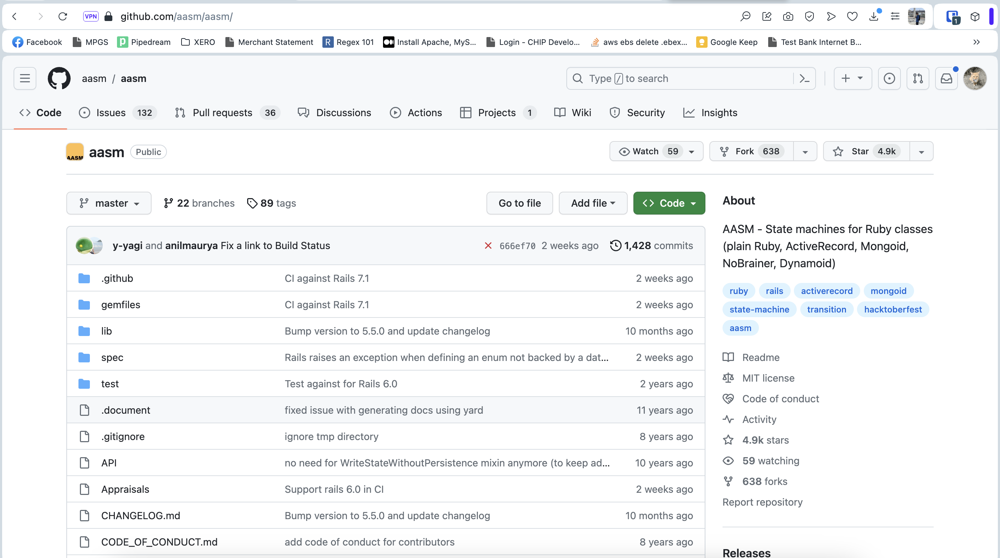 VPN github.com/aasm/aasm/ 1
Facebook MPGS Pipedream XERO Merchant Statement Regex 101 Install Apache, MyS... Login - CHIP Develo... aws ebs delete .ebex... Google Keep Test Bank Internet B... »
aasm / aasm Type / to search
Code Issues 132 Pull requests 36 Discussions Actions Projects 1 Wiki Security Insights
AASM aasm Public Watch 59 Fork 638 Star 4.9k
master 22 branches 89 tags Go to file Add file Code
y-yagi and anilmaurya Fix a link to Build Status 666ef70 2 weeks ago 1,428 commits
.github CI against Rails 7.1 2 weeks ago
gemfiles CI against Rails 7.1 2 weeks ago
lib Bump version to 5.5.0 and update changelog 10 months ago
spec Rails raises an exception when defining an enum not backed by a dat... 2 weeks ago
test Test against for Rails 6.0 2 years ago
.document fixed issue with generating docs using yard 11 years ago
.gitignore ignore tmp directory 8 years ago
API no need for WriteStateWithoutPersistence mixin anymore (to keep ad... 10 years ago
Appraisals Support rails 6.0 in CI 2 weeks ago
CHANGELOG.md Bump version to 5.5.0 and update changelog 10 months ago
CODE_OF_CONDUCT.md add code of conduct for contributors 8 years ago
About
AASM - State machines for Ruby classes
(plain Ruby, ActiveRecord, Mongoid,
NoBrainer, Dynamoid)
ruby rails activerecord mongoid
state-machine transition hacktoberfest
aasm
Readme
MIT license
Code of conduct
Activity
4.9k stars
59 watching
638 forks
Report repository
Releases